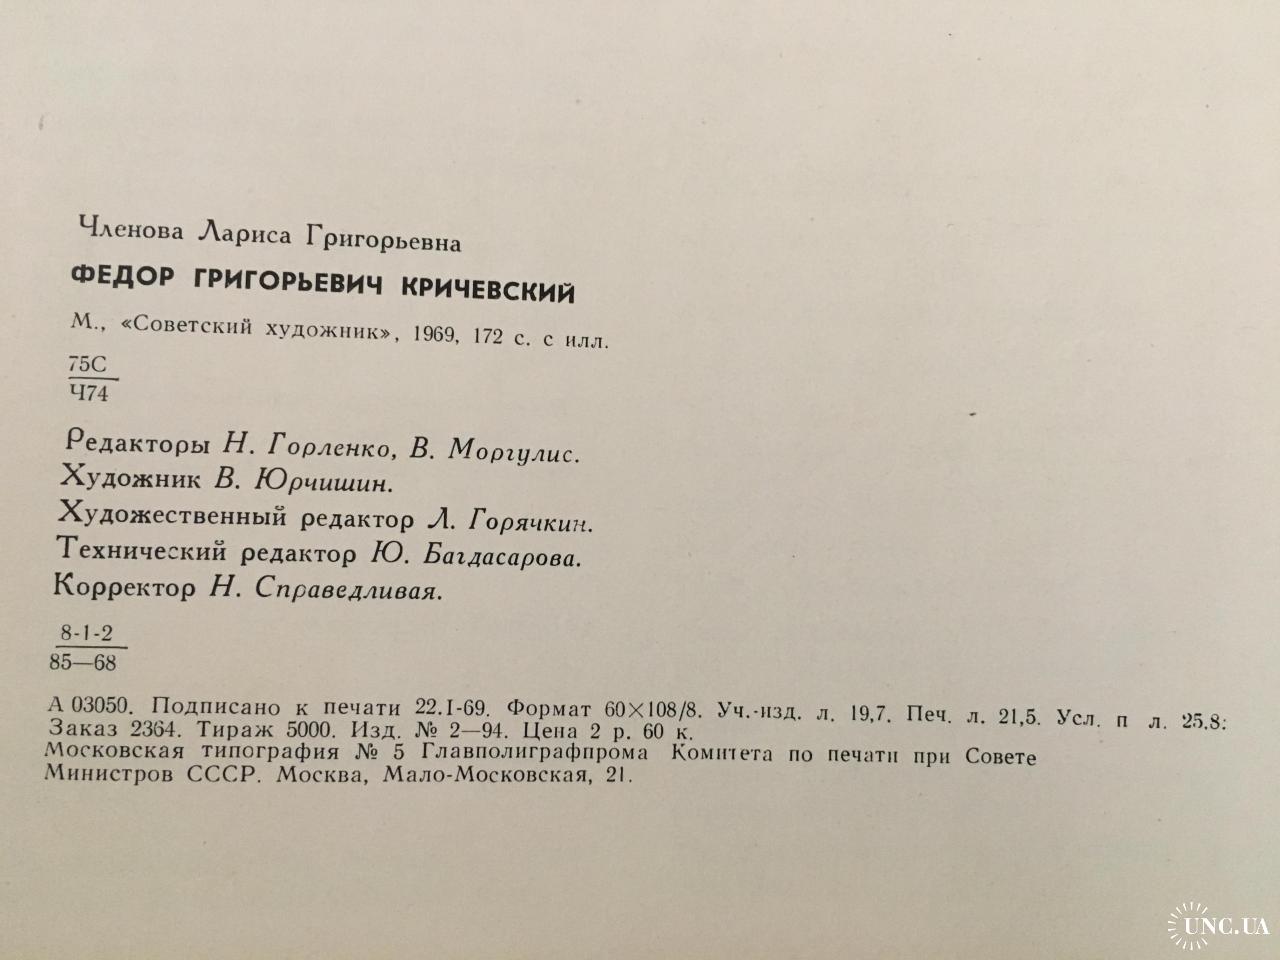 Членова Лариса Григорьевна
ФЕДОР ГРИГОРЬЕВИЧ КРИЧЕВСКИЙ
М., «Советский художник», 1969, 172 с. с илл.
75С
Ч74
Редакторы Н. Горленко, В. Моргулис.
Художник В. Юрчишин.
Художественный редактор Л. Горячкин.
Технический редактор Ю. Багдасарова.
Корректор Н. Справедливая.
8-1-2
85—68
А 03050. Подписано к печати 22.I-69. Формат 60×108/8. Уч.-изд. л. 19,7. Печ. л. 21,5. Усл. п л. 25,8:
Заказ 2364. Тираж 5000. Изд. № 2—94. Цена 2 р. 60 к.
Московская типография № 5 Главполиграфпрома Комитета по печати при Совете
Министров СССР. Москва, Мало-Московская, 21.
UNC.UA